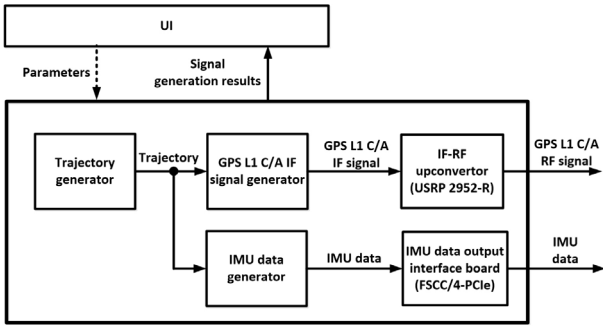 UI
Parameters
Signal
generation results
Trajectory
generator
Trajectory
GPS L1 C/A IF
signal generator
GPS L1 C/A
IF signal
IF-RF
upconvertor
(USRP 2952-R)
GPS L1 C/A
RF signal
IMU data
generator
IMU data
IMU data output
interface board
(FSCC/4-PCIe)
IMU
data